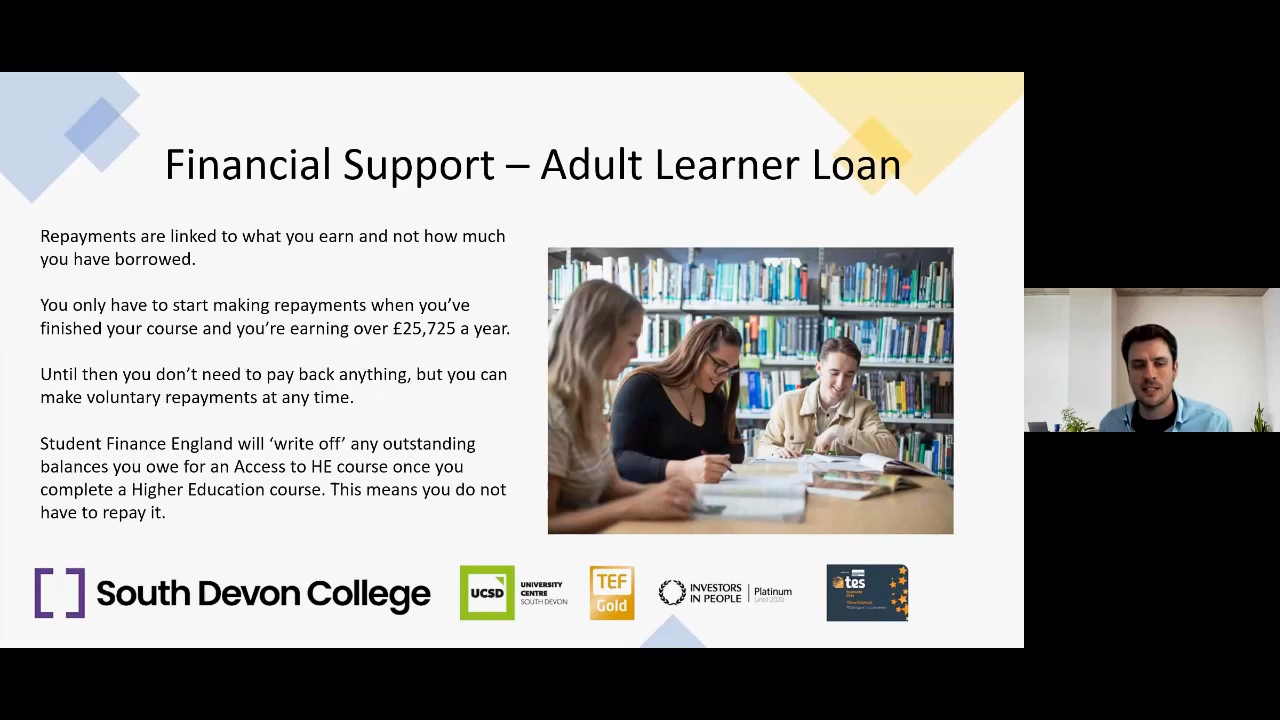 Financial Support – Adult Learner Loan
Repayments are linked to what you earn and not how much
you have borrowed.
You only have to start making repayments when you’ve
finished your course and you’re earning over £25,725 a year.
Until then you don’t need to pay back anything, but you can
make voluntary repayments at any time.
Student Finance England will ‘write off’ any outstanding
balances you owe for an Access to HE course once you
complete a Higher Education course. This means you do not
have to repay it.
South Devon College
UCSD
UNIVERSITY
CENTRE
SOUTH DEVON
TEF
Gold
INVESTORS
IN PEOPLE
Platinum
Until 2020
tes